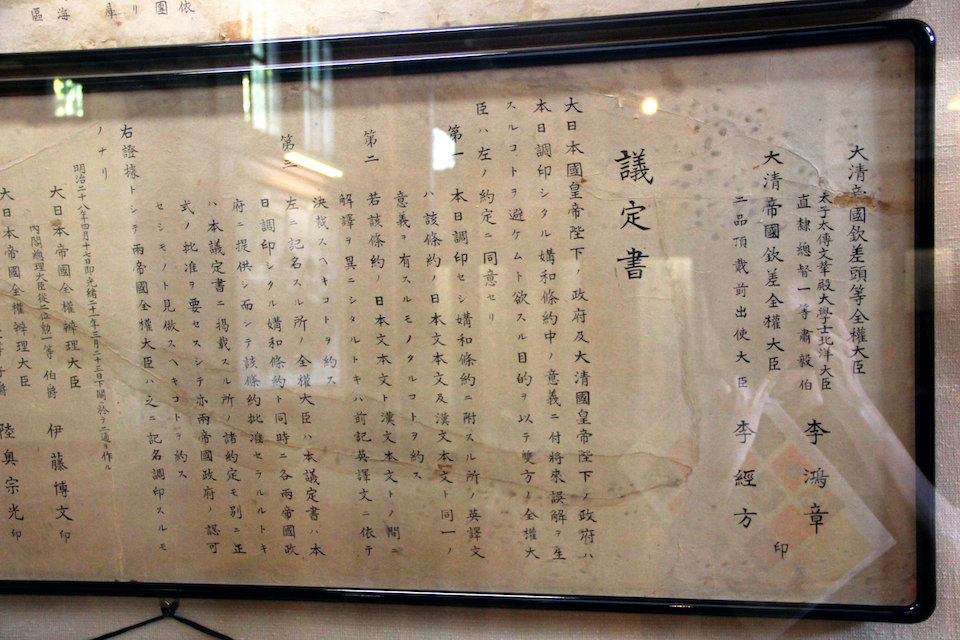 大清帝國欽差頭等全權大臣
太子太傅文華殿大學士北洋大臣
直隷總督一等肅毅伯 李鴻章
大清帝國欽差全權大臣
二品頂戴前出使大臣 李經方 印
議定書
大日本國皇帝陛下ノ政府及大清國皇帝陛下ノ政府ハ
本日調印シタル媾和條約中ノ意義ニ付將來誤解ヲ生
スルコトヲ避ケムト欲スル目的ヲ以テ雙方ノ全權大
臣ハ左ノ約定ニ同意セリ
第一 本日調印セシ媾和條約ニ附スル所ノ英譯文
ハ該條約ノ日本文本文及漢文本文ト同一ノ
意義ヲ有スルモノタルコトヲ約ス
第二 若該條約ノ日本文本文ト漢文本文トノ間ニ
解譯ヲ異ニシタルトキハ前記英譯文ニ依テ
決裁スヘキコトヲ約ス
第三 左ニ記名スル所ノ全權大臣ハ本議定書ハ本
日調印シタル媾和條約ト同時ニ各兩帝國政
府ニ提供シ而シテ該條約批准セラルルトキ
ハ本議定書ニ掲載スル所ノ諸約定モ別ニ正
式ノ批准ヲ要セスシテ亦兩帝國政府ノ認可
セシモノト見做スヘキコトヲ約ス
右證據トシテ兩帝國全權大臣ハ之ニ記名調印スルモ
ノナリ
明治二十八年四月十七日即光緒二十一年三月二十三日下關ニ於テ二通ヲ作ル
大日本帝國全權辨理大臣
內閣總理大臣從二位勲一等伯爵 伊藤博文 印
大日本帝國全權辨理大臣
陸奥宗光 印